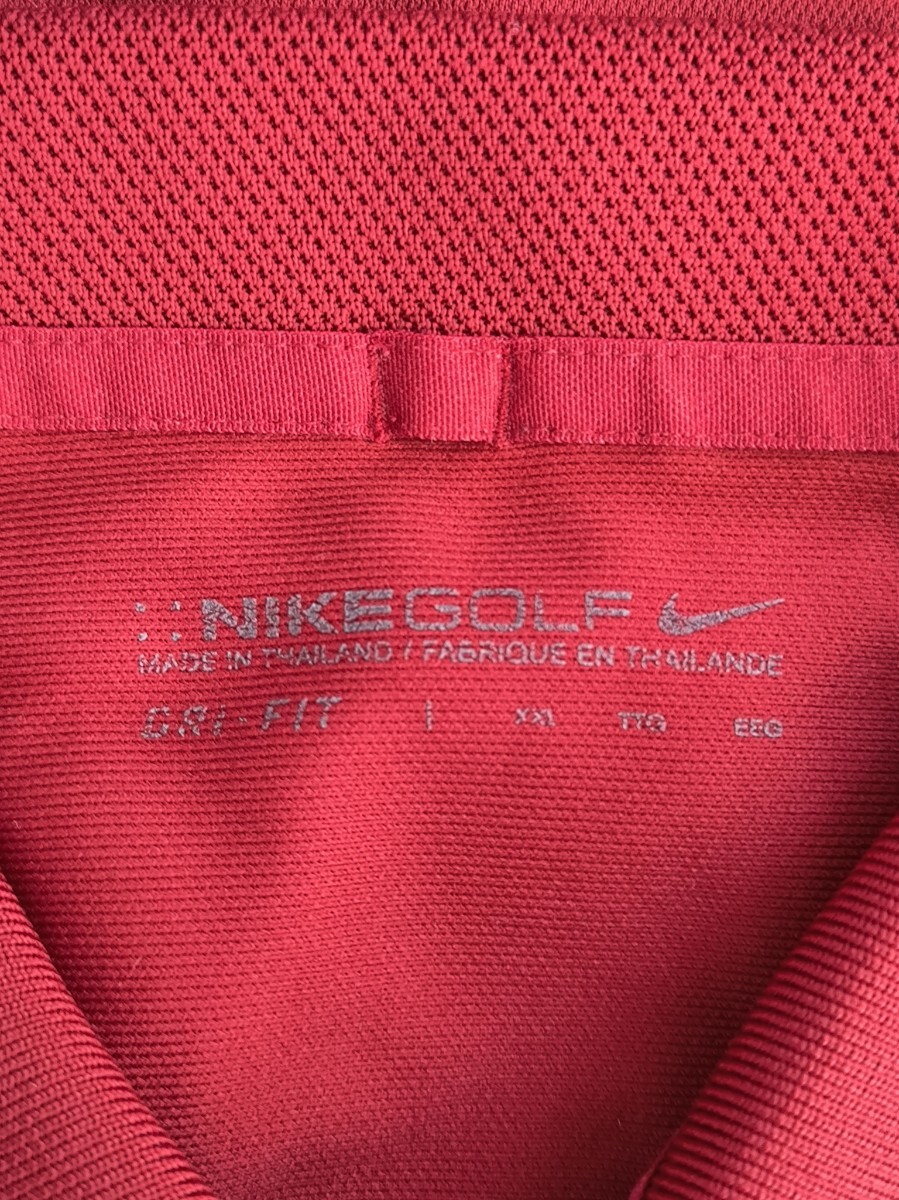 NIKEGOLF
MADE IN THAILAND / FABRIQUE EN THAILANDE
DRI-FIT | XXL TTG EEG